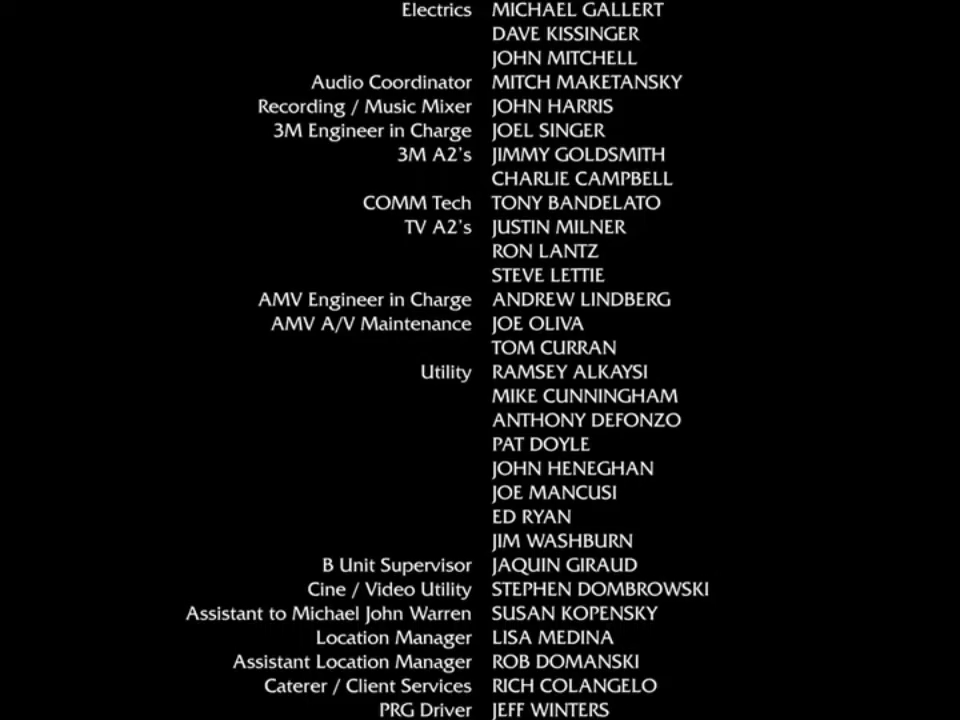 Electrics MICHAEL GALLERT
DAVE KISSINGER
JOHN MITCHELL
Audio Coordinator MITCH MAKETANSKY
Recording / Music Mixer JOHN HARRIS
3M Engineer in Charge JOEL SINGER
3M A2's JIMMY GOLDSMITH
CHARLIE CAMPBELL
COMM Tech TONY BANDELATO
TV A2's JUSTIN MILNER
RON LANTZ
STEVE LETTIE
AMV Engineer in Charge ANDREW LINDBERG
AMV A/V Maintenance JOE OLIVA
TOM CURRAN
Utility RAMSEY ALKAYSI
MIKE CUNNINGHAM
ANTHONY DEFONZO
PAT DOYLE
JOHN HENEGHAN
JOE MANCUSI
ED RYAN
JIM WASHBURN
B Unit Supervisor JAQUIN GIRAUD
Cine / Video Utility STEPHEN DOMBROWSKI
Assistant to Michael John Warren SUSAN KOPENSKY
Location Manager LISA MEDINA
Assistant Location Manager ROB DOMANSKI
Caterer / Client Services RICH COLANGELO
PRG Driver JEFF WINTERS